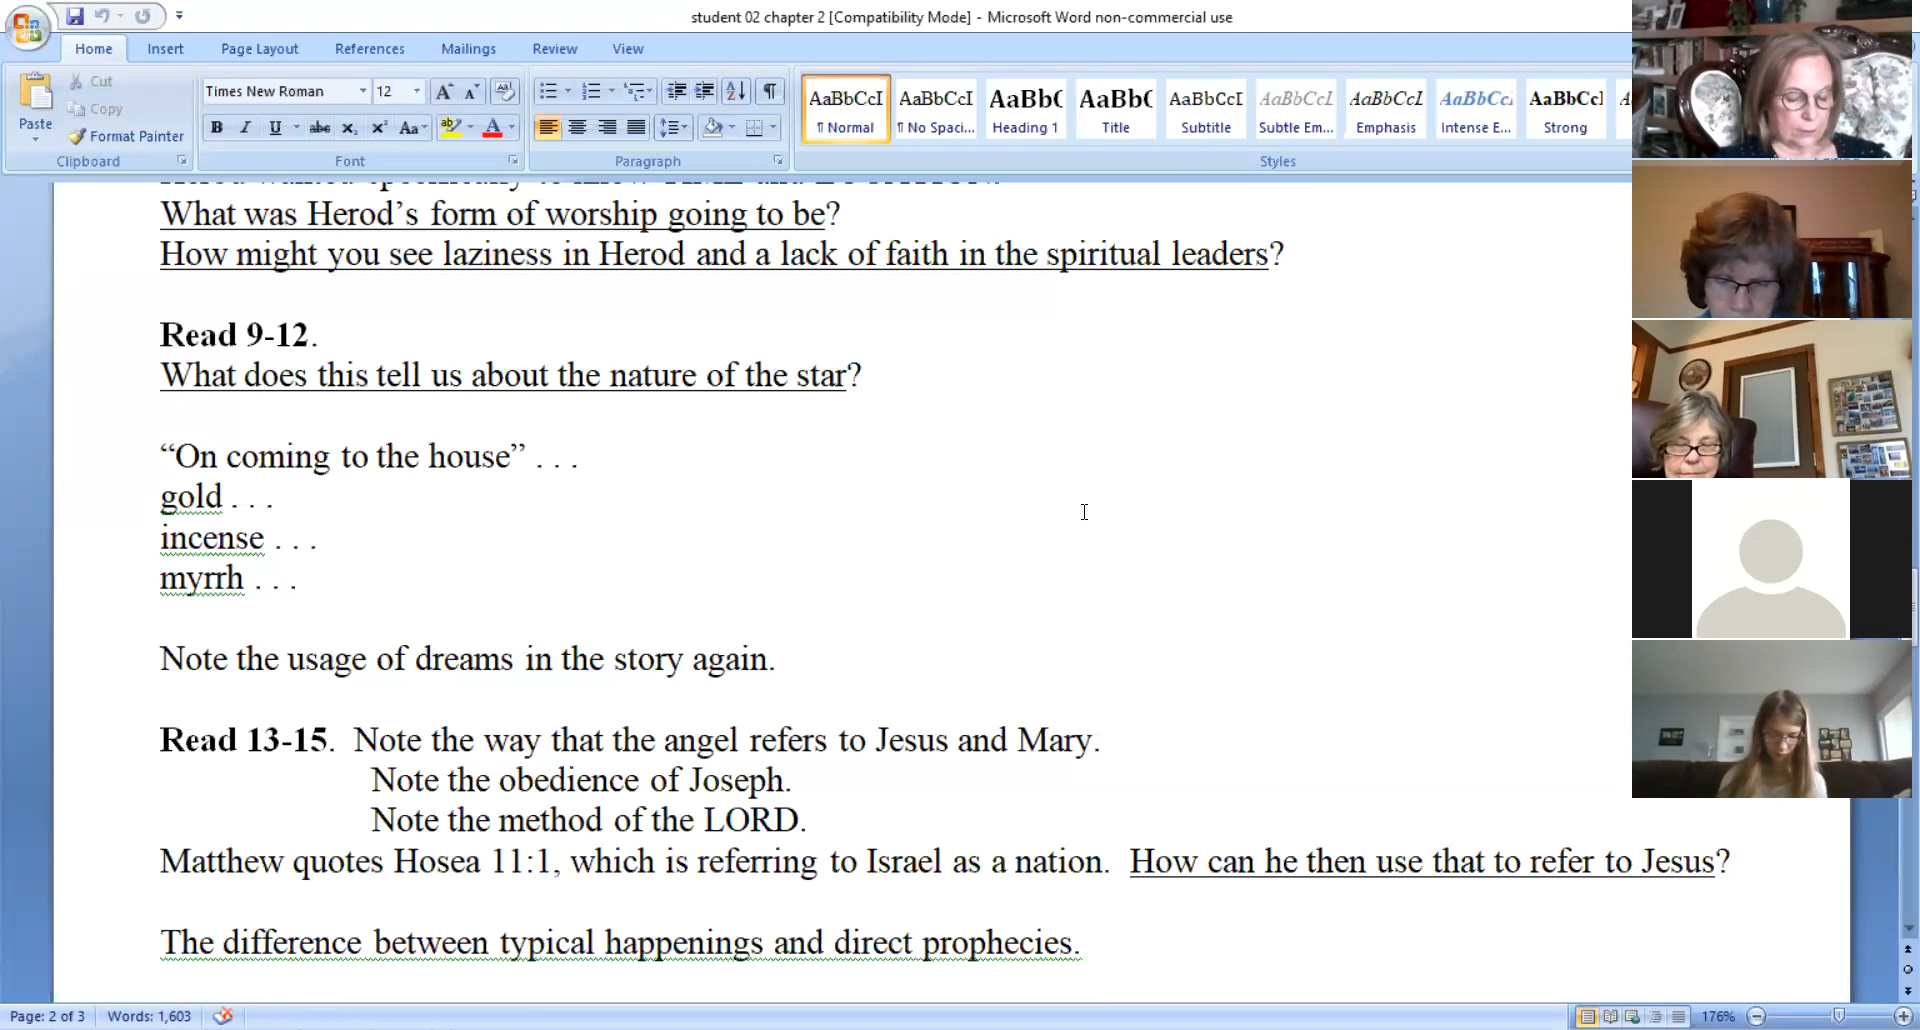 student 02 chapter 2 [Compatibility Mode] - Microsoft Word non-commercial use
Home Insert Page Layout References Mailings Review View
Cut
Copy
Paste
Format Painter
Clipboard
Times New Roman 12
Font
Paragraph
AaBbCcI AaBbCcI AaBbC AaBbC AaBbCcI AaBbCcI AaBbCcL AaBbCc AaBbCcI
¶ Normal ¶ No Spaci... Heading 1 Title Subtitle Subtle Em... Emphasis Intense E... Strong
Styles
What was Herod’s form of worship going to be?
How might you see laziness in Herod and a lack of faith in the spiritual leaders?
Read 9-12.
What does this tell us about the nature of the star?
“On coming to the house” . . .
gold . . .
incense . . .
myrrh . . .
Note the usage of dreams in the story again.
Read 13-15. Note the way that the angel refers to Jesus and Mary.
Note the obedience of Joseph.
Note the method of the LORD.
Matthew quotes Hosea 11:1, which is referring to Israel as a nation. How can he then use that to refer to Jesus?
The difference between typical happenings and direct prophecies.
Page: 2 of 3 Words: 1,603 176%